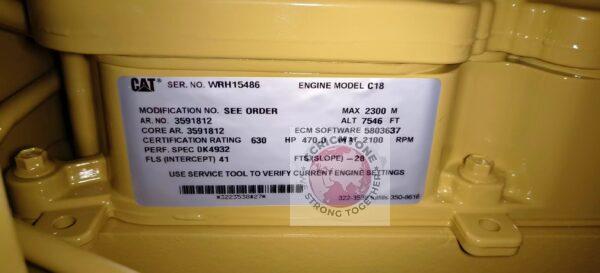 CAT SER. NO. WRH15486 ENGINE MODEL C18
MODIFICATION NO. SEE ORDER MAX 2300 M
AR. NO. 3591812 ALT 7546 FT.
CORE AR. 3591812 ECM SOFTWARE 5803637
CERTIFICATION RATING 630 HP 470.0 AT 2100 RPM
PERF. SPEC 0K4932
FLS (INTERCEPT) 41 FTS(SLOPE) -28
USE SERVICE TOOL TO VERIFY CURRENT ENGINE SETTINGS
*3223538#27*
STRONG TOGETHER